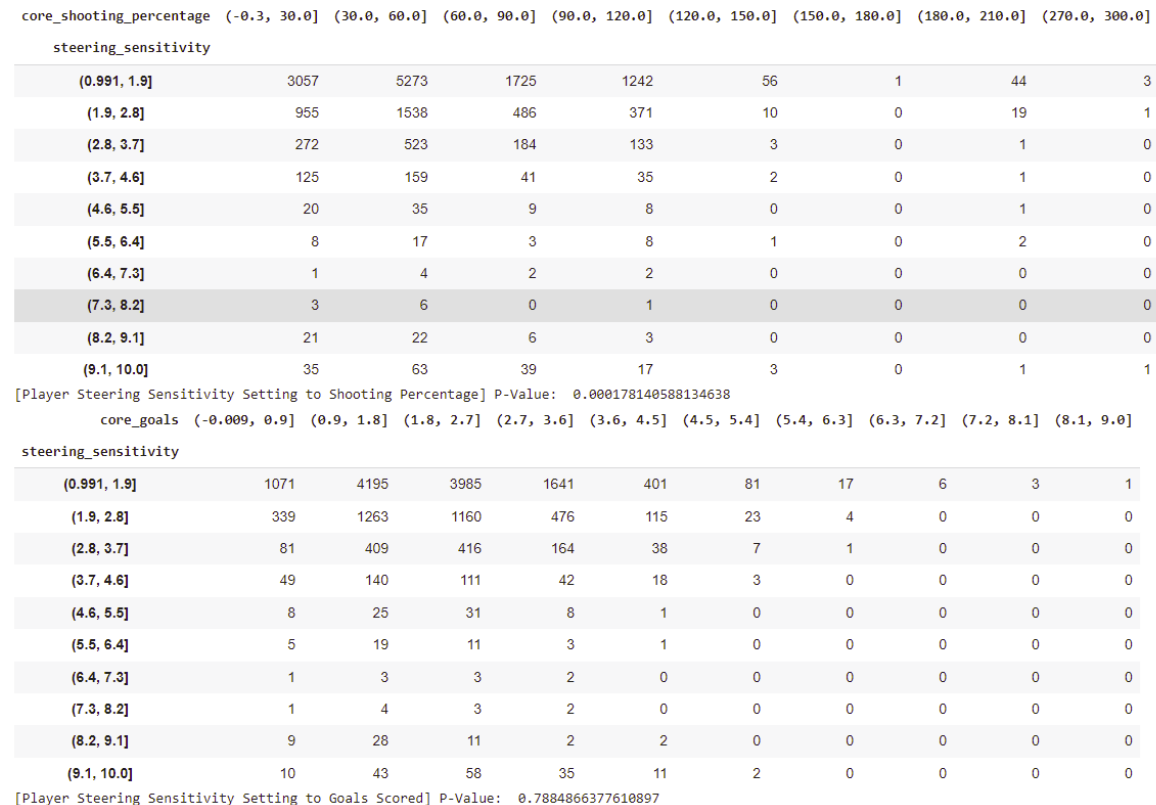 core_shooting_percentage (-0.3, 30.0] (30.0, 60.0] (60.0, 90.0] (90.0, 120.0] (120.0, 150.0] (150.0, 180.0] (180.0, 210.0] (270.0, 300.0]
steering_sensitivity
(0.991, 1.9] 3057 5273 1725 1242 56 1 44 3
(1.9, 2.8] 955 1538 486 371 10 0 19 1
(2.8, 3.7] 272 523 184 133 3 0 1 0
(3.7, 4.6] 125 159 41 35 2 0 1 0
(4.6, 5.5] 20 35 9 8 0 0 1 0
(5.5, 6.4] 8 17 3 8 1 0 2 0
(6.4, 7.3] 1 4 2 2 0 0 0 0
(7.3, 8.2] 3 6 0 1 0 0 0 0
(8.2, 9.1] 21 22 6 3 0 0 0 0
(9.1, 10.0] 35 63 39 17 3 0 1 1
[Player Steering Sensitivity Setting to Shooting Percentage] P-Value: 0.000178140588134638
core_goals (-0.009, 0.9] (0.9, 1.8] (1.8, 2.7] (2.7, 3.6] (3.6, 4.5] (4.5, 5.4] (5.4, 6.3] (6.3, 7.2] (7.2, 8.1] (8.1, 9.0]
steering_sensitivity
(0.991, 1.9] 1071 4195 3985 1641 401 81 17 6 3 1
(1.9, 2.8] 339 1263 1160 476 115 23 4 0 0 0
(2.8, 3.7] 81 409 416 164 38 7 1 0 0 0
(3.7, 4.6] 49 140 111 42 18 3 0 0 0 0
(4.6, 5.5] 8 25 31 8 1 0 0 0 0 0
(5.5, 6.4] 5 19 11 3 1 0 0 0 0 0
(6.4, 7.3] 1 3 3 2 0 0 0 0 0 0
(7.3, 8.2] 1 4 3 2 0 0 0 0 0 0
(8.2, 9.1] 9 28 11 2 2 0 0 0 0 0
(9.1, 10.0] 10 43 58 35 11 2 0 0 0 0
[Player Steering Sensitivity Setting to Goals Scored] P-Value: 0.7884866377610897